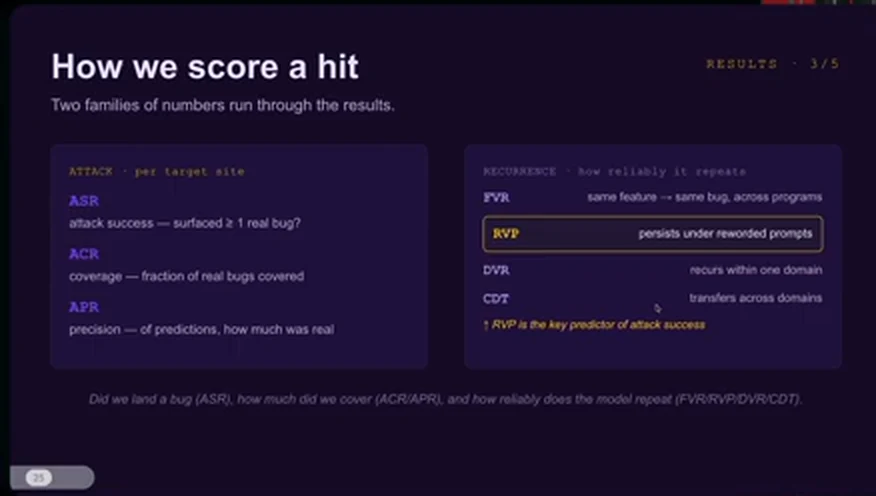 How we score a hit
RESULTS · 3/5
Two families of numbers run through the results.
ATTACK · per target site
ASR
attack success — surfaced ≥ 1 real bug?
ACR
coverage — fraction of real bugs covered
APR
precision — of predictions, how much was real
RECURRENCE · how reliably it repeats
FVR same feature → same bug, across programs
RVP persists under reworded prompts
DVR recurs within one domain
CDT transfers across domains
↑ RVP is the key predictor of attack success
Did we land a bug (ASR), how much did we cover (ACR/APR), and how reliably does the model repeat (FVR/RVP/DVR/CDT).
25